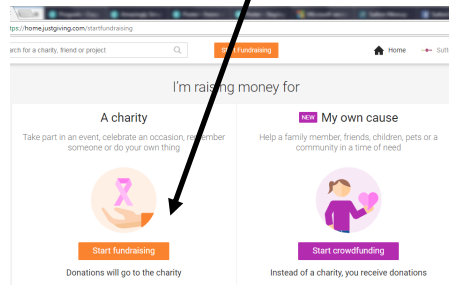 ttps://home.justgiving.com/startfundraising
arch for a charity, friend or project
Start Fundraising
Home
Sutt
I'm raising money for
A charity
Take part in an event, celebrate an occasion, remember
someone or do your own thing
Start fundraising
Donations will go to the charity
NEW My own cause
Help a family member, friends, children, pets or a
community in a time of need
Start crowdfunding
Instead of a charity, you receive donations